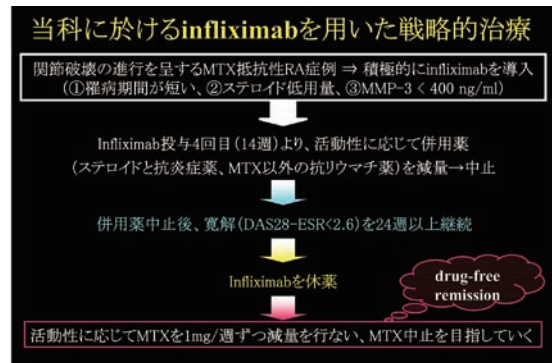 当科に於けるinfliximabを用いた戦略的治療
関節破壊の進行を呈するMTX抵抗性RA症例 ⇒ 積極的にinfliximabを導入
(①罹病期間が短い、②ステロイド低用量、③MMP-3 < 400 ng/ml)
Infliximab投与4回目(14週)より、活動性に応じて併用薬
(ステロイドと抗炎症薬、MTX以外の抗リウマチ薬)を減量→中止
併用薬中止後、寛解(DAS28-ESR<2.6)を24週以上継続
Infliximabを休薬
drug-free
remission
活動性に応じてMTXを1mg/週ずつ減量を行ない、MTX中止を目指していく